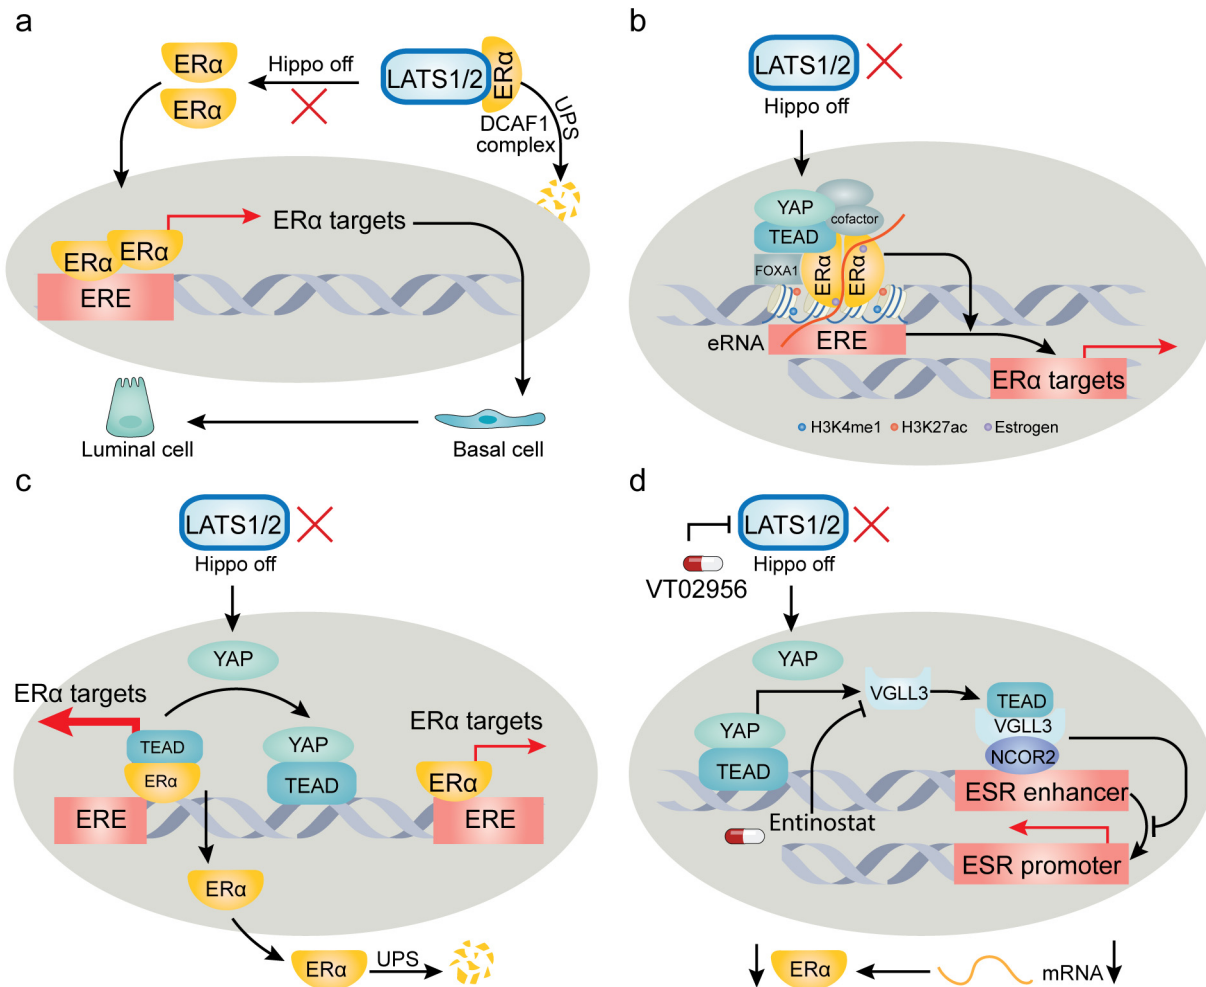 a
ERα
ERα
Hippo off
LATS1/2
ERα
UPS
DCAF1
complex
ERα targets
ERα
ERα
ERE
Luminal cell
Basal cell
b
LATS1/2
Hippo off
YAP
cofactor
TEAD
FOXA1
ERα
ERα
eRNA
ERE
ERα targets
H3K4me1
H3K27ac
Estrogen
c
LATS1/2
Hippo off
YAP
ERα targets
ERα targets
TEAD
YAP
ERα
TEAD
ERα
ERE
ERE
ERα
ERα
UPS
d
LATS1/2
Hippo off
VT02956
YAP
VGLL3
TEAD
YAP
VGLL3
TEAD
NCOR2
ESR enhancer
Entinostat
ESR promoter
ERα
mRNA